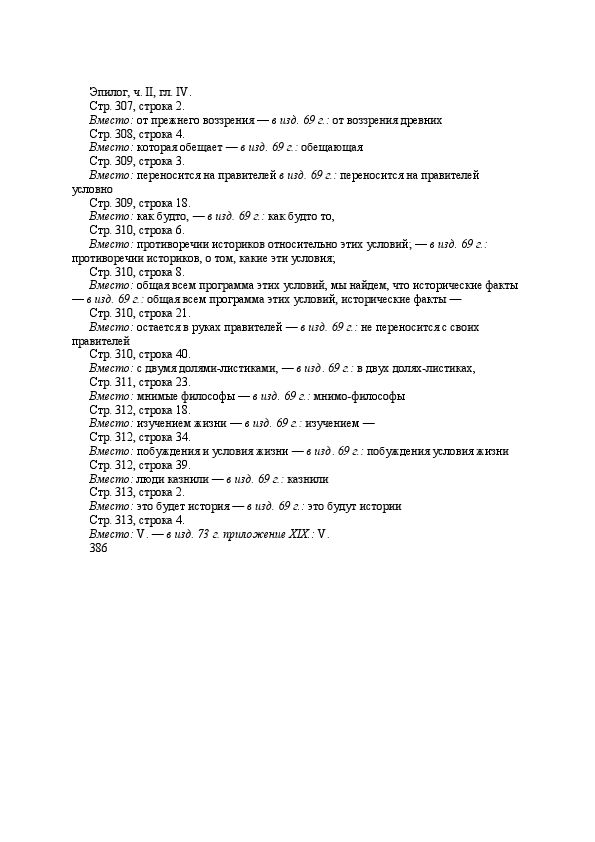 Эпилог, ч. II, гл. IV.
Стр. 307, строка 2.
Вместо: от прежнего воззрения — в изд. 69 г.: от воззрения древних
Стр. 308, строка 4.
Вместо: которая обещает — в изд. 69 г.: обещающая
Стр. 309, строка 3.
Вместо: переносится на правителей в изд. 69 г.: переносится на правителей
условно
Стр. 309, строка 18.
Вместо: как будто, — в изд. 69 г.: как будто то,
Стр. 310, строка 6.
Вместо: противоречии историков относительно этих условий; — в изд. 69 г.:
противоречии историков, о том, какие эти условия;
Стр. 310, строка 8.
Вместо: общая всем программа этих условий, мы найдем, что исторические факты
— в изд. 69 г.: общая всем программа этих условий, исторические факты —
Стр. 310, строка 21.
Вместо: остается в руках правителей — в изд. 69 г.: не переносится с своих
правителей
Стр. 310, строка 40.
Вместо: с двумя долями-листиками, — в изд. 69 г.: в двух долях-листиках,
Стр. 311, строка 23.
Вместо: мнимые философы — в изд. 69 г.: мнимо-философы
Стр. 312, строка 18.
Вместо: изучением жизни — в изд. 69 г.: изучением —
Стр. 312, строка 34.
Вместо: побуждения и условия жизни — в изд. 69 г.: побуждения условия жизни
Стр. 312, строка 39.
Вместо: люди казнили — в изд. 69 г.: казнили
Стр. 313, строка 2.
Вместо: это будет история — в изд. 69 г.: это будут истории
Стр. 313, строка 4.
Вместо: V. — в изд. 73 г. приложение XIX.: V.
386